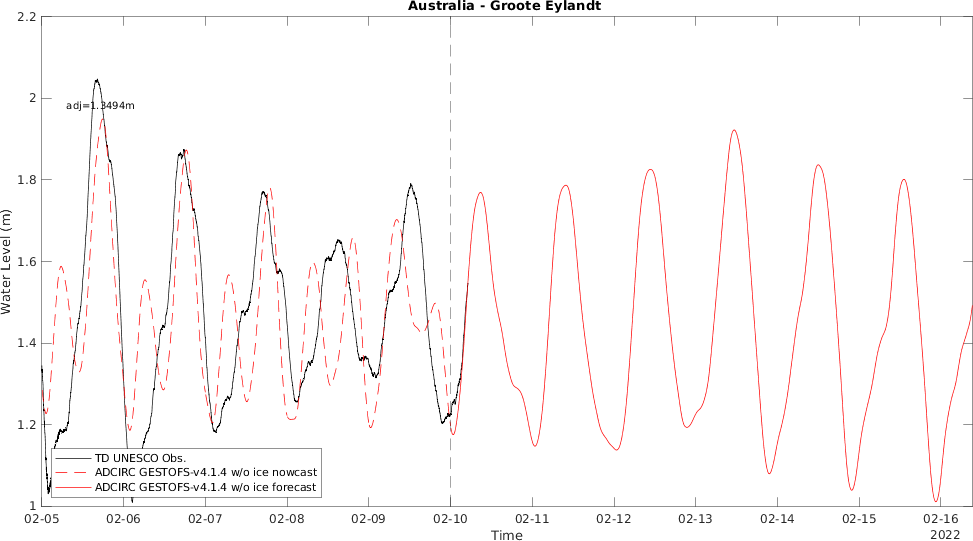 Australia - Groote Eylandt
2.2
2
1.8
1.6
1.4
1.2
1
Water Level (m)
adj=1.3494m
TD UNESCO Obs.
ADCIRC GESTOFS-v4.1.4 w/o ice nowcast
ADCIRC GESTOFS-v4.1.4 w/o ice forecast
02-05 02-06 02-07 02-08 02-09 02-10 02-11 02-12 02-13 02-14 02-15 02-16
Time
2022